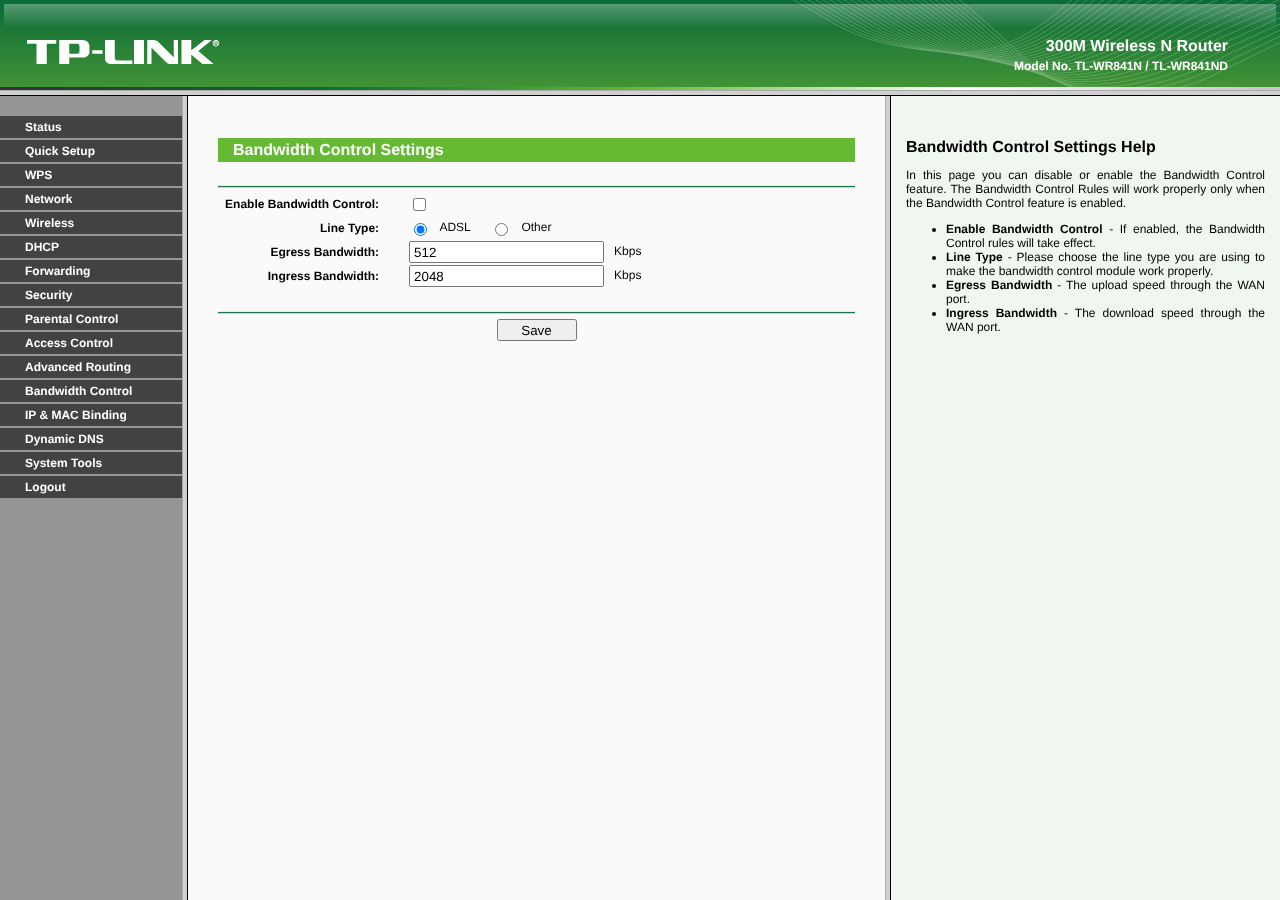 TP-LINK®
300M Wireless N Router
Model No. TL-WR841N / TL-WR841ND
Status
Quick Setup
WPS
Network
Wireless
DHCP
Forwarding
Security
Parental Control
Access Control
Advanced Routing
Bandwidth Control
IP & MAC Binding
Dynamic DNS
System Tools
Logout
Bandwidth Control Settings
Enable Bandwidth Control:
Line Type: ADSL Other
Egress Bandwidth: 512 Kbps
Ingress Bandwidth: 2048 Kbps
Save
Bandwidth Control Settings Help
In this page you can disable or enable the Bandwidth Control
feature. The Bandwidth Control Rules will work properly only when
the Bandwidth Control feature is enabled.
• Enable Bandwidth Control - If enabled, the Bandwidth
Control rules will take effect.
• Line Type - Please choose the line type you are using to
make the bandwidth control module work properly.
• Egress Bandwidth - The upload speed through the WAN
port.
• Ingress Bandwidth - The download speed through the
WAN port.